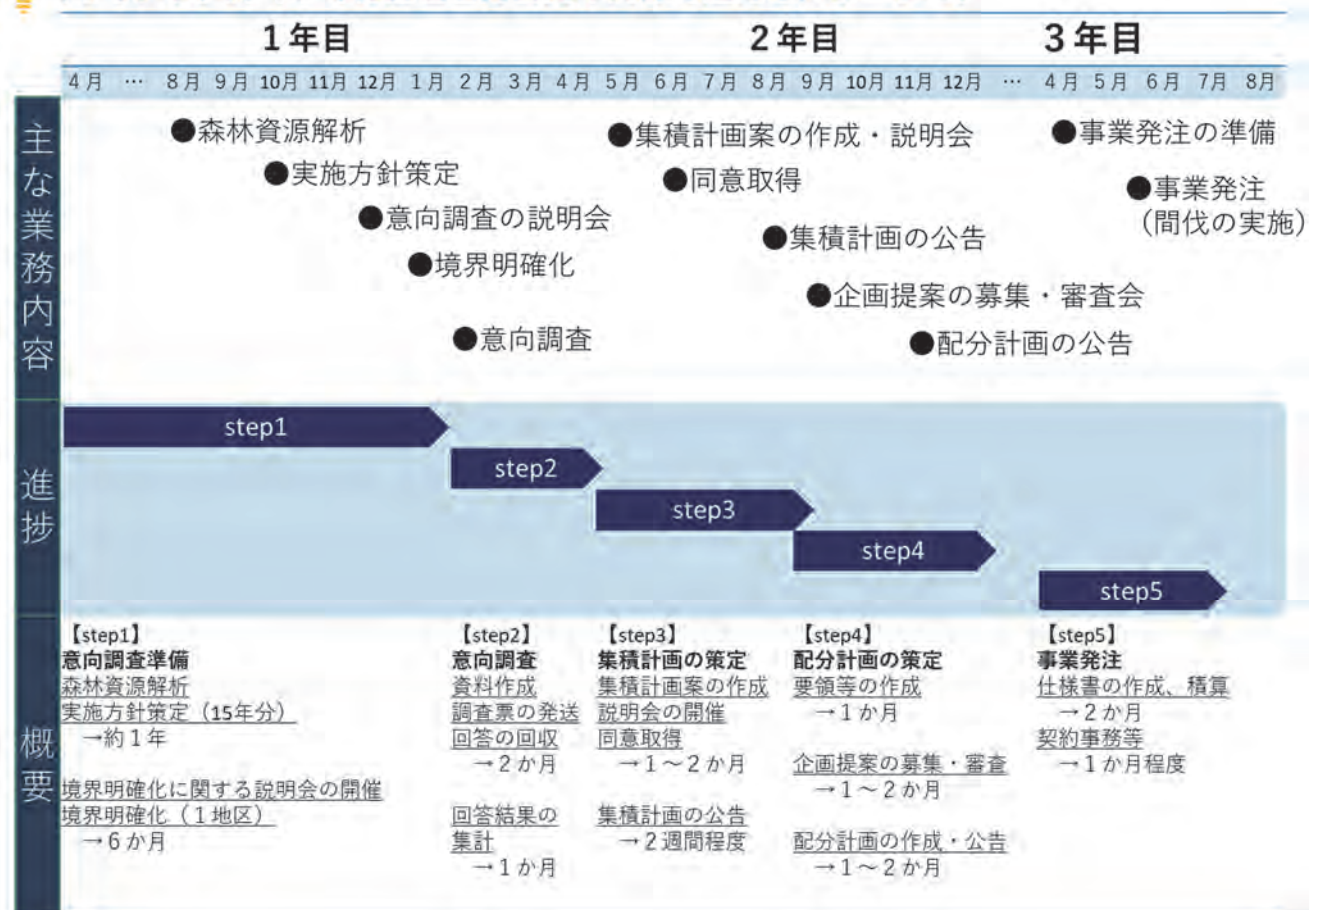 1年目
2年目
3年目
4月 … 8月 9月 10月 11月 12月 1月 2月 3月 4月 5月 6月 7月 8月 9月 10月 11月 12月 … 4月 5月 6月 7月 8月
主な業務内容
●森林資源解析
●実施方針策定
●意向調査の説明会
●境界明確化
●意向調査
●集積計画案の作成・説明会
●同意取得
●集積計画の公告
●企画提案の募集・審査会
●配分計画の公告
●事業発注の準備
●事業発注
(間伐の実施)
進捗
step1
step2
step3
step4
step5
概要
【step1】
意向調査準備
森林資源解析
実施方針策定(15年分)
→約1年
境界明確化に関する説明会の開催
境界明確化(1地区)
→6か月
【step2】
意向調査
資料作成
調査票の発送
回答の回収
→2か月
回答結果の
集計
→1か月
【step3】
集積計画の策定
集積計画案の作成
説明会の開催
同意取得
→1~2か月
集積計画の公告
→2週間程度
【step4】
配分計画の策定
要領等の作成
→1か月
企画提案の募集・審査
→1~2か月
配分計画の作成・公告
→1~2か月
【step5】
事業発注
仕様書の作成、積算
→2か月
契約事務等
→1か月程度